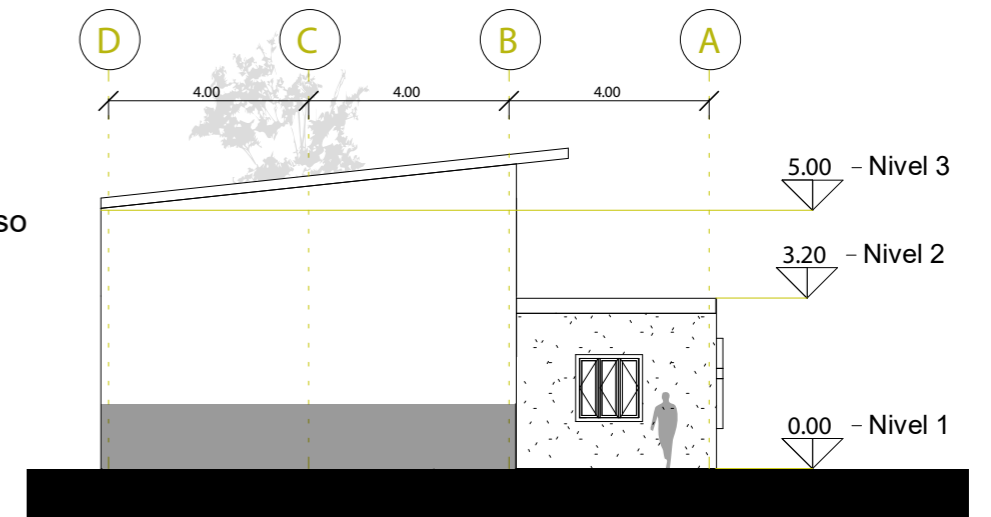 D C B A
4.00 4.00 4.00
5.00 – Nivel 3
so
3.20 – Nivel 2
0.00 – Nivel 1